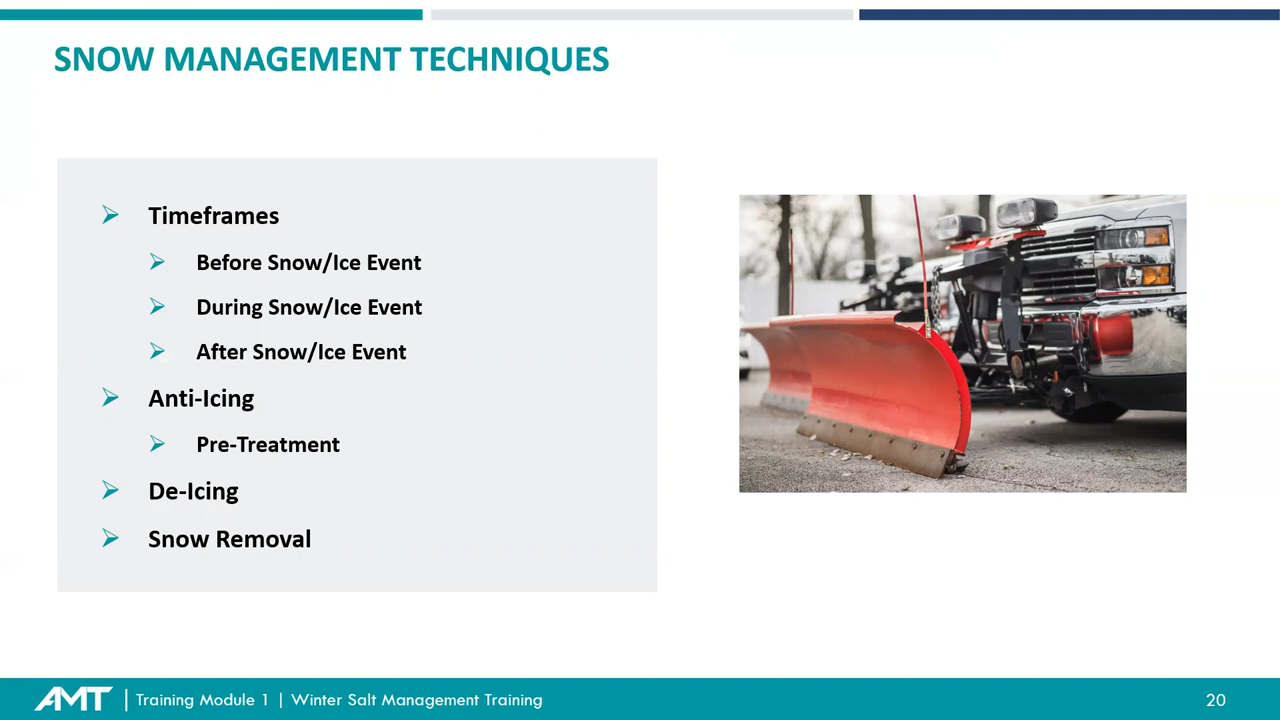 SNOW MANAGEMENT TECHNIQUES
Timeframes
Before Snow/Ice Event
During Snow/Ice Event
After Snow/Ice Event
Anti-Icing
Pre-Treatment
De-Icing
Snow Removal
AMT | Training Module 1 | Winter Salt Management Training 20